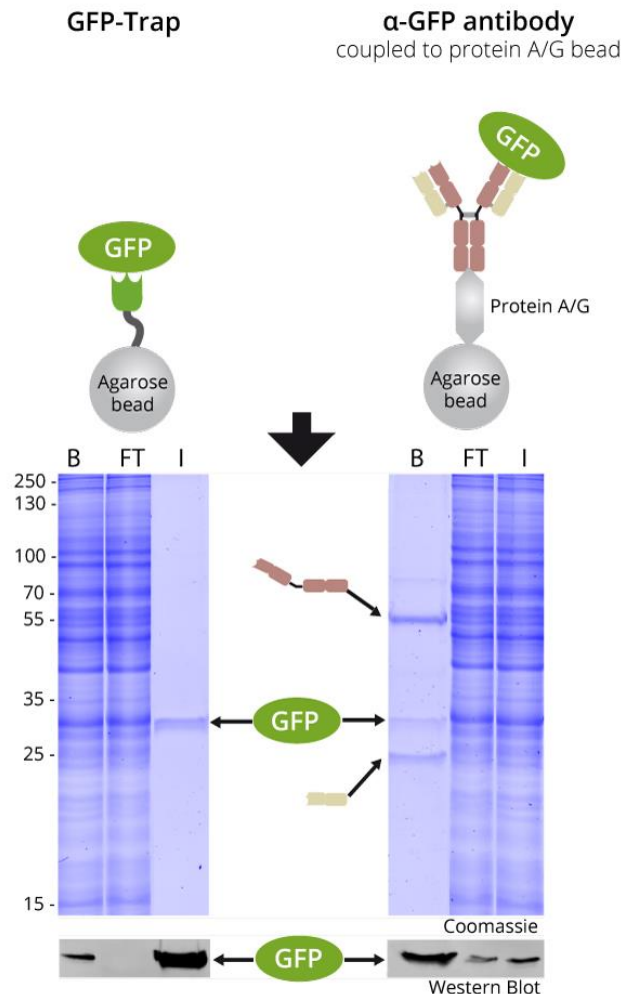 GFP-Trap
α-GFP antibody
coupled to protein A/G bead
GFP
GFP
Protein A/G
Agarose
bead
Agarose
bead
B FT I
B FT I
250 -
130 -
100 -
70 -
55 -
35 -
25 -
15 -
GFP
Coomassie
GFP
Western Blot